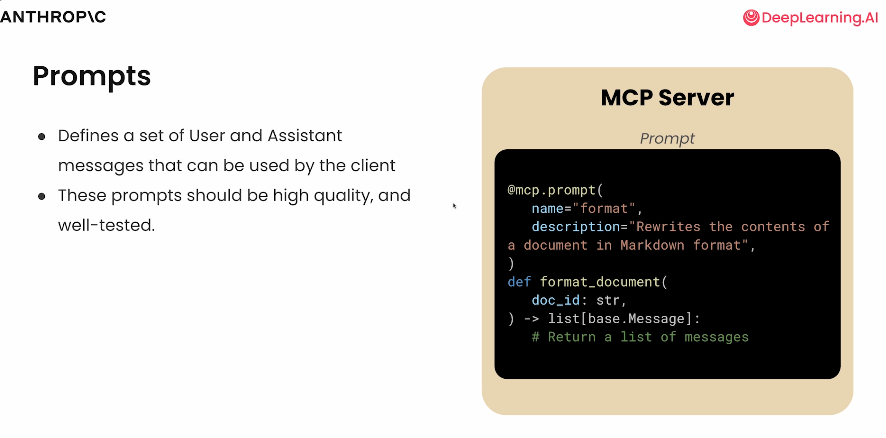 ANTHROP\C
DeepLearning.AI
Prompts
● Defines a set of User and Assistant
messages that can be used by the client
● These prompts should be high quality, and
well-tested.
MCP Server
Prompt
@mcp.prompt(
   name="format",
   description="Rewrites the contents of
a document in Markdown format",
)
def format_document(
   doc_id: str,
) -> list[base.Message]:
   # Return a list of messages